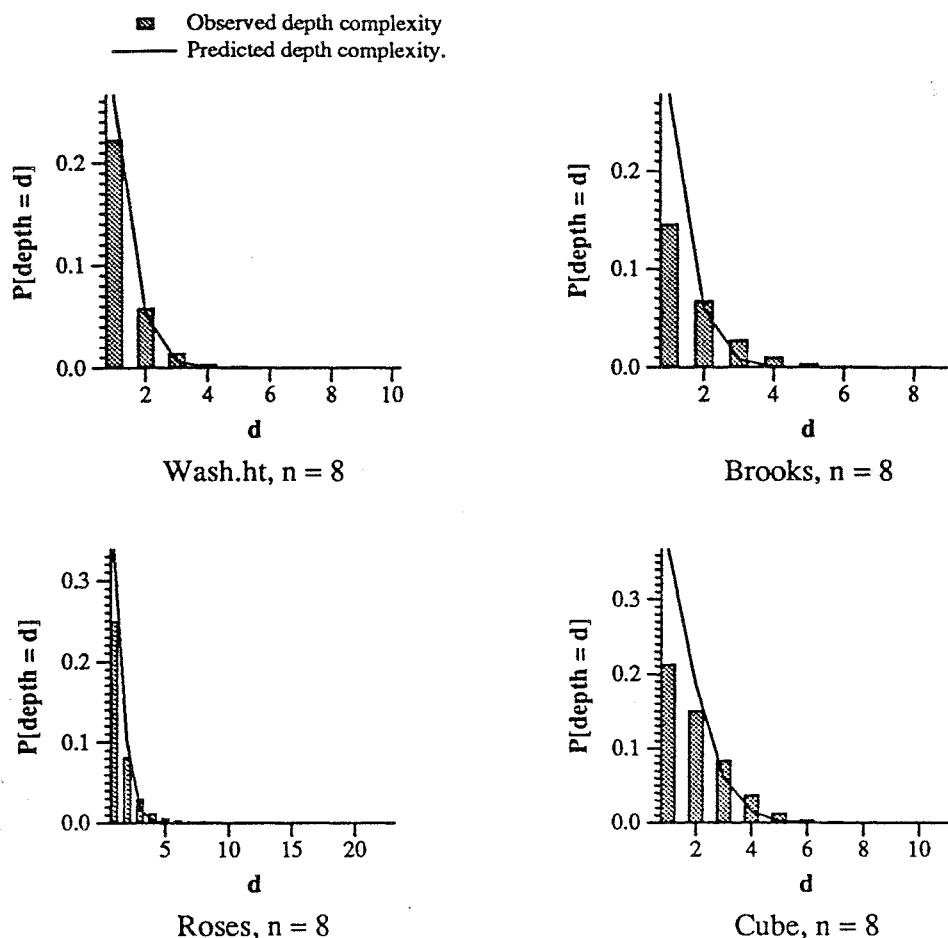 Observed depth complexity
Predicted depth complexity.
P[depth = d]
0.2
0.1
0.0
2 4 6 8 10
d
Wash.ht, n = 8
P[depth = d]
0.2
0.1
0.0
2 4 6 8
d
Brooks, n = 8
P[depth = d]
0.3
0.2
0.1
0.0
5 10 15 20
d
Roses, n = 8
P[depth = d]
0.3
0.2
0.1
0.0
2 4 6 8 10
d
Cube, n = 8